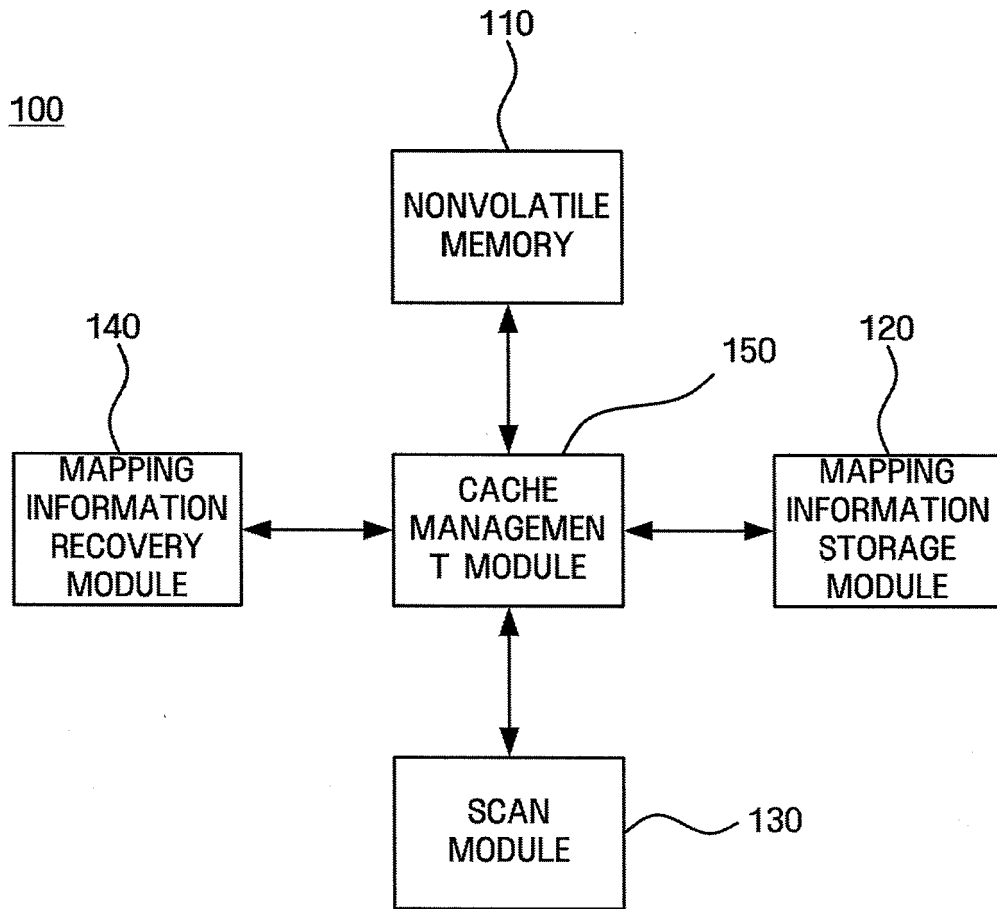 110
100
NONVOLATILE
MEMORY
140
150
120
MAPPING
INFORMATION
RECOVERY
MODULE
CACHE
MANAGEMEN
T MODULE
MAPPING
INFORMATION
STORAGE
MODULE
SCAN
MODULE
130